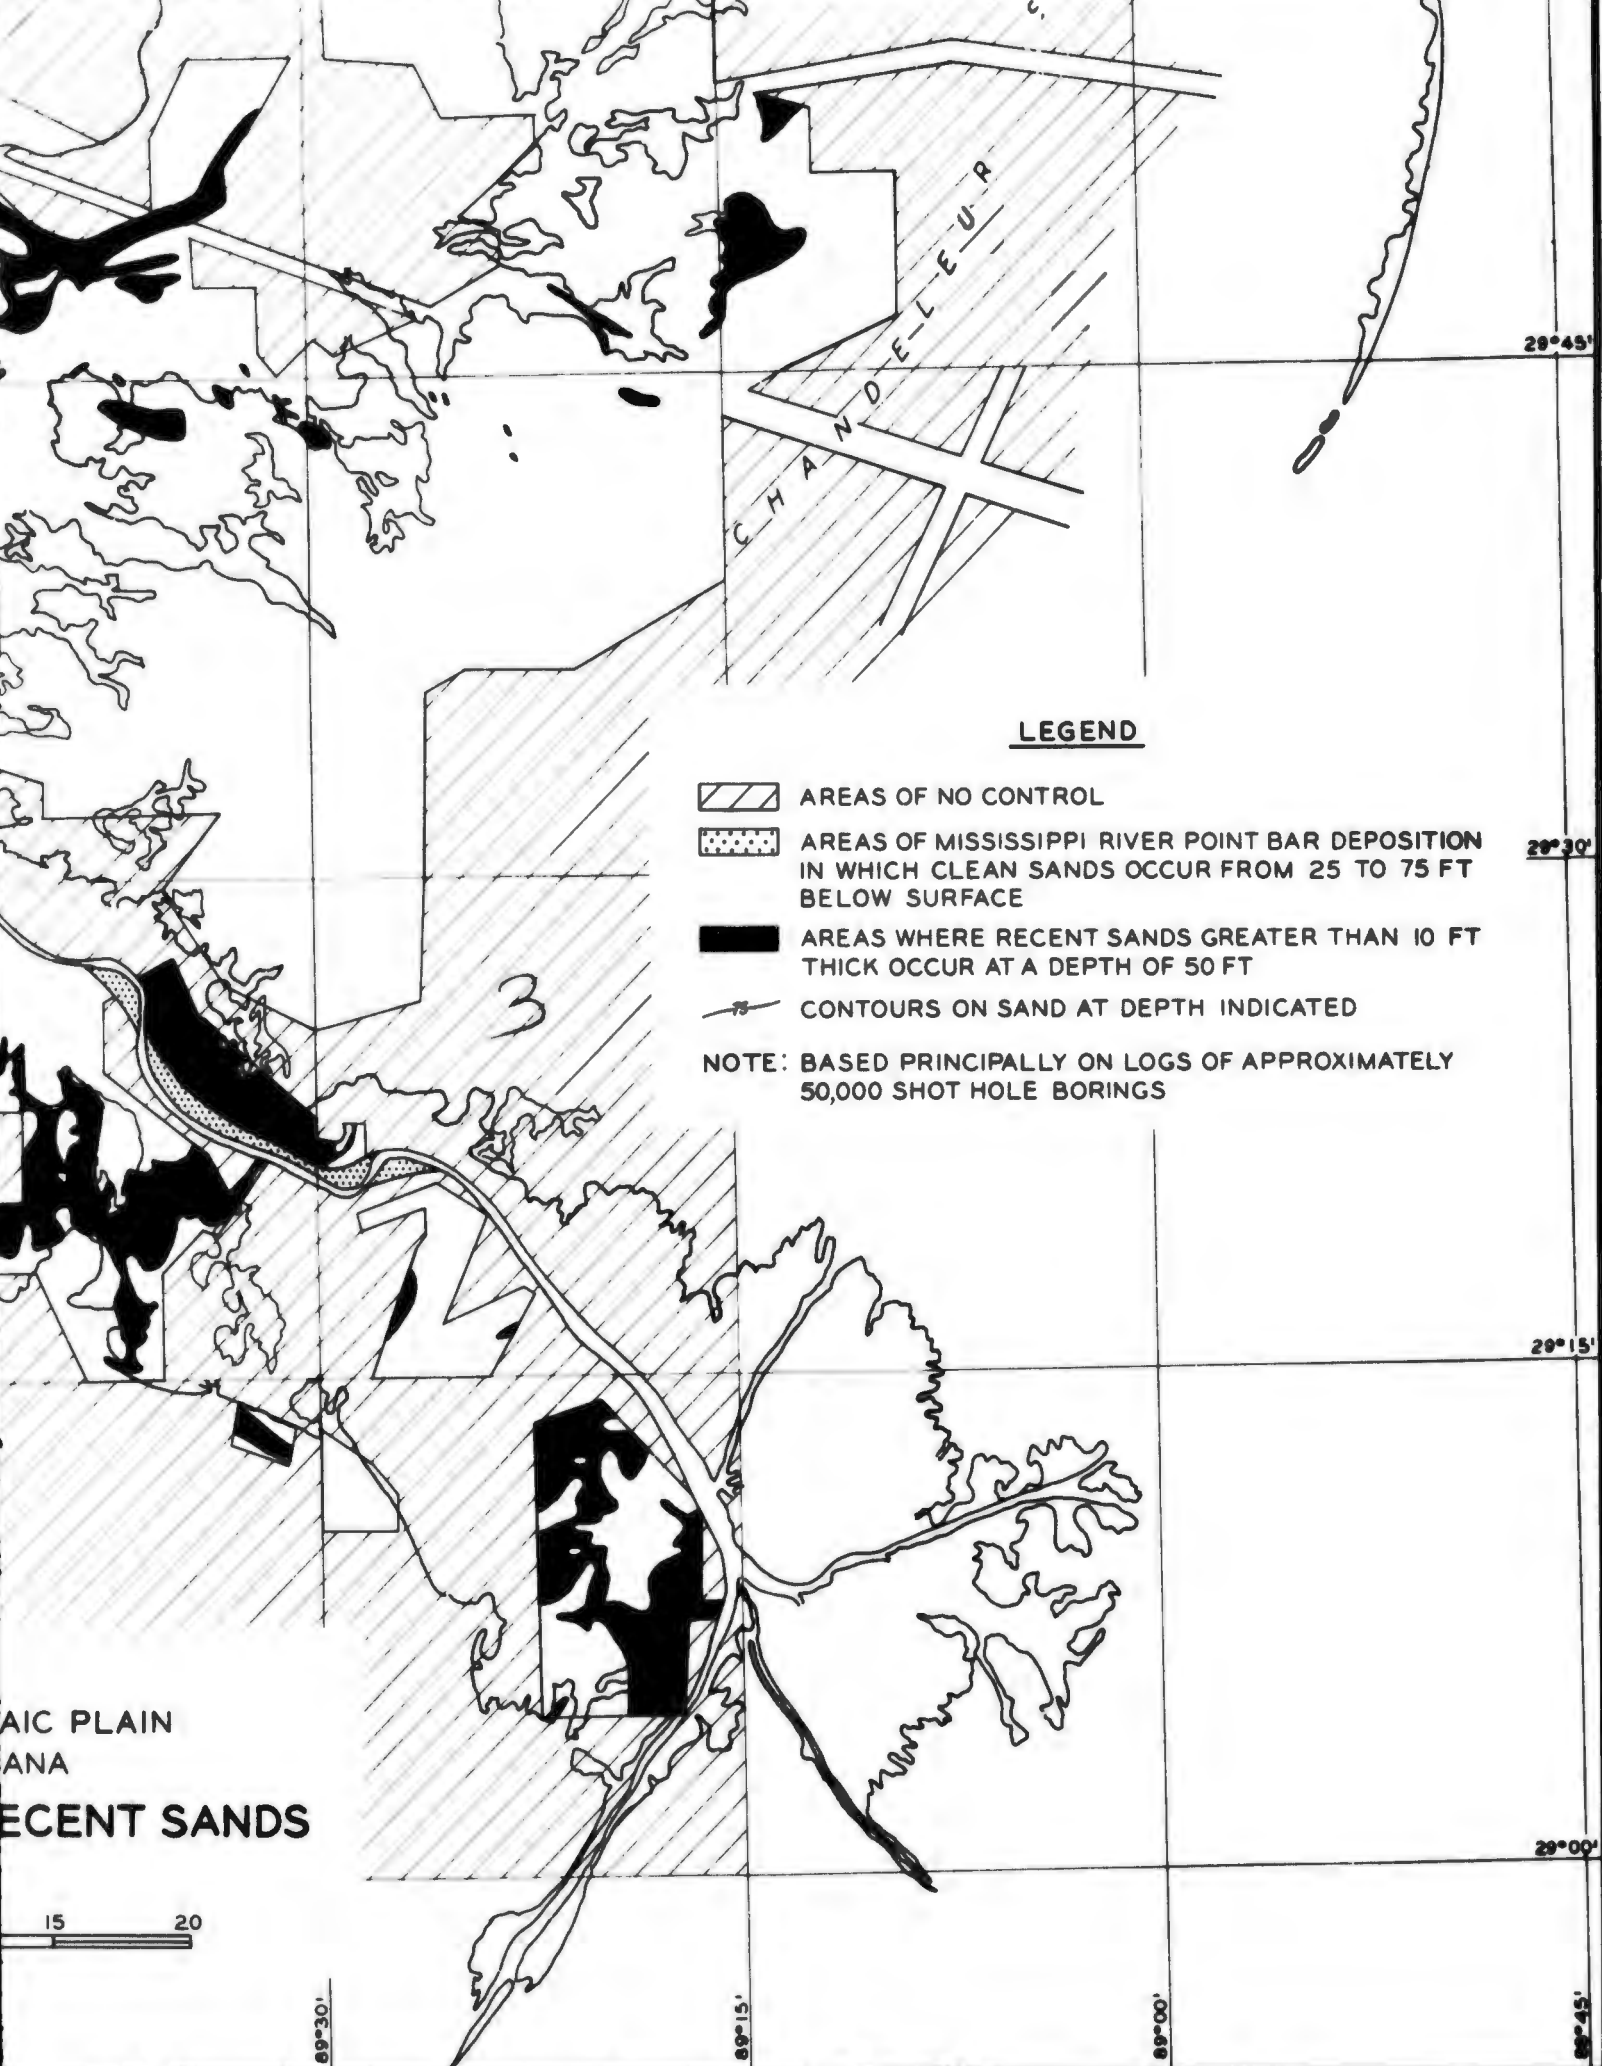 CHANDELEUR
29°45'
LEGEND
AREAS OF NO CONTROL
AREAS OF MISSISSIPPI RIVER POINT BAR DEPOSITION
IN WHICH CLEAN SANDS OCCUR FROM 25 TO 75 FT
BELOW SURFACE
29°30'
AREAS WHERE RECENT SANDS GREATER THAN 10 FT
THICK OCCUR AT A DEPTH OF 50 FT
75 CONTOURS ON SAND AT DEPTH INDICATED
3
NOTE: BASED PRINCIPALLY ON LOGS OF APPROXIMATELY
50,000 SHOT HOLE BORINGS
29°15'
AIC PLAIN
ANA
ECENT SANDS
29°00'
15 20
89°30'
89°15'
89°00'
88°45'